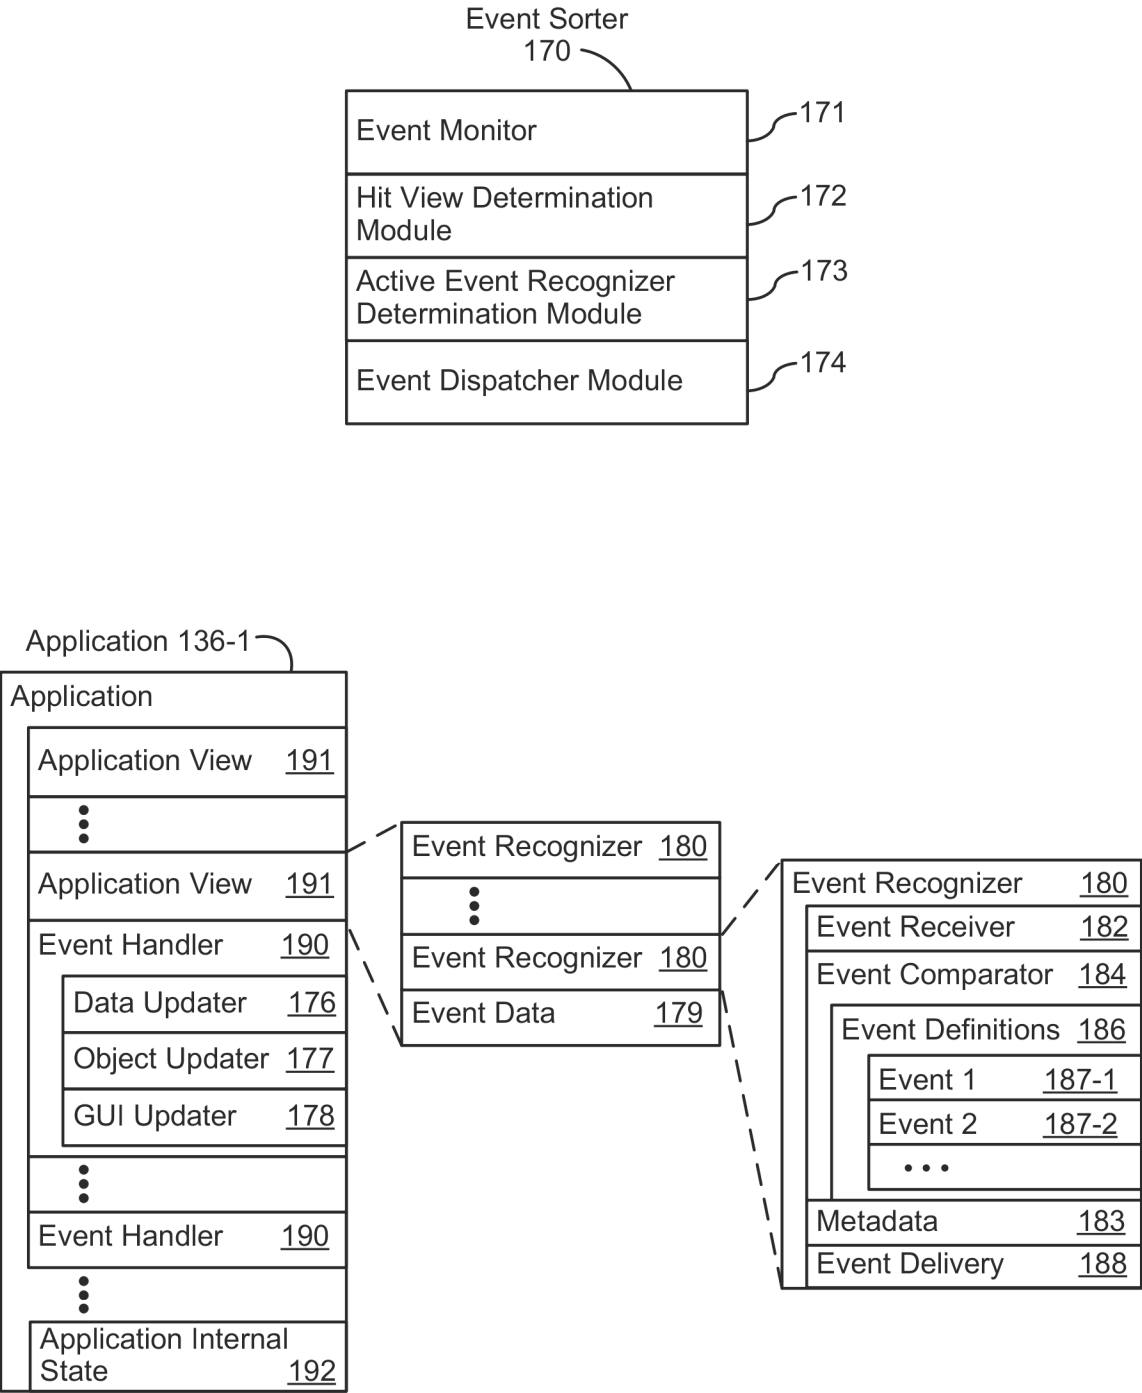 Event Sorter
170
Event Monitor
171
Hit View Determination
Module
172
Active Event Recognizer
Determination Module
173
Event Dispatcher Module
174
Application 136-1
Application
Application View 191
Application View 191
Event Handler 190
Data Updater 176
Object Updater 177
GUI Updater 178
Event Handler 190
Application Internal
State 192
Event Recognizer 180
Event Recognizer 180
Event Data 179
Event Recognizer 180
Event Receiver 182
Event Comparator 184
Event Definitions 186
Event 1 187-1
Event 2 187-2
Metadata 183
Event Delivery 188